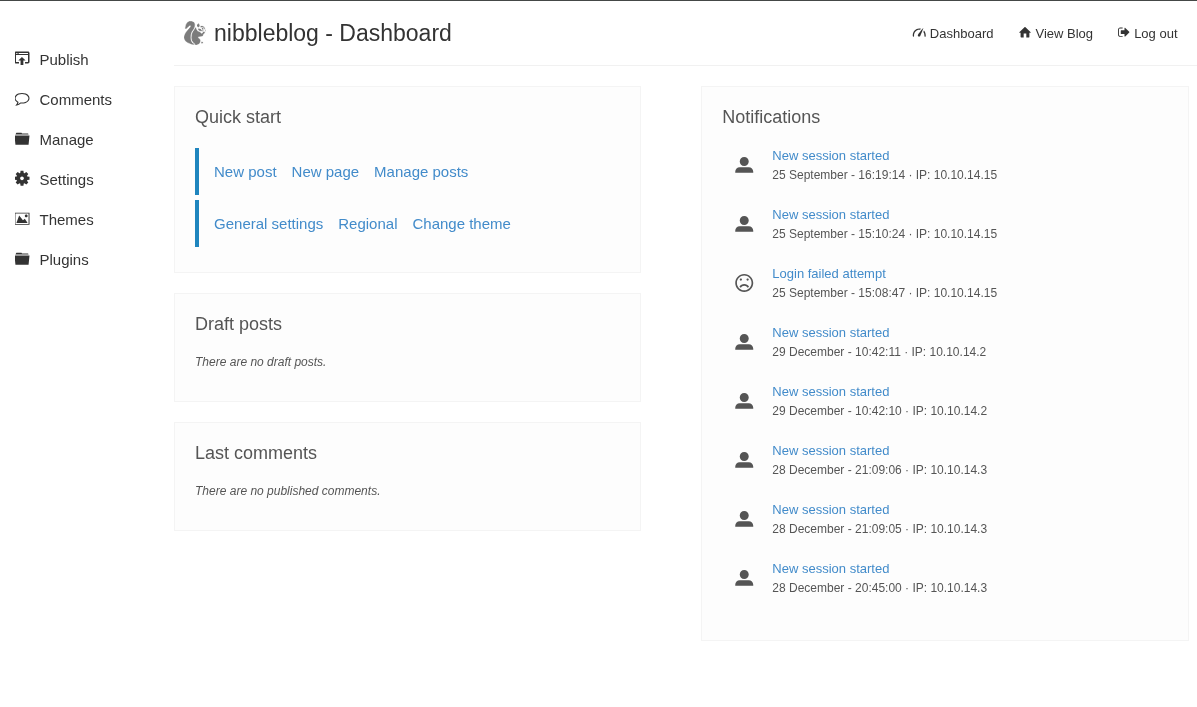 nibbleblog - Dashboard
Dashboard
View Blog
Log out
Publish
Comments
Manage
Settings
Themes
Plugins
Quick start
New post New page Manage posts
General settings Regional Change theme
Draft posts
There are no draft posts.
Last comments
There are no published comments.
Notifications
New session started
25 September - 16:19:14 · IP: 10.10.14.15
New session started
25 September - 15:10:24 · IP: 10.10.14.15
Login failed attempt
25 September - 15:08:47 · IP: 10.10.14.15
New session started
29 December - 10:42:11 · IP: 10.10.14.2
New session started
29 December - 10:42:10 · IP: 10.10.14.2
New session started
28 December - 21:09:06 · IP: 10.10.14.3
New session started
28 December - 21:09:05 · IP: 10.10.14.3
New session started
28 December - 20:45:00 · IP: 10.10.14.3